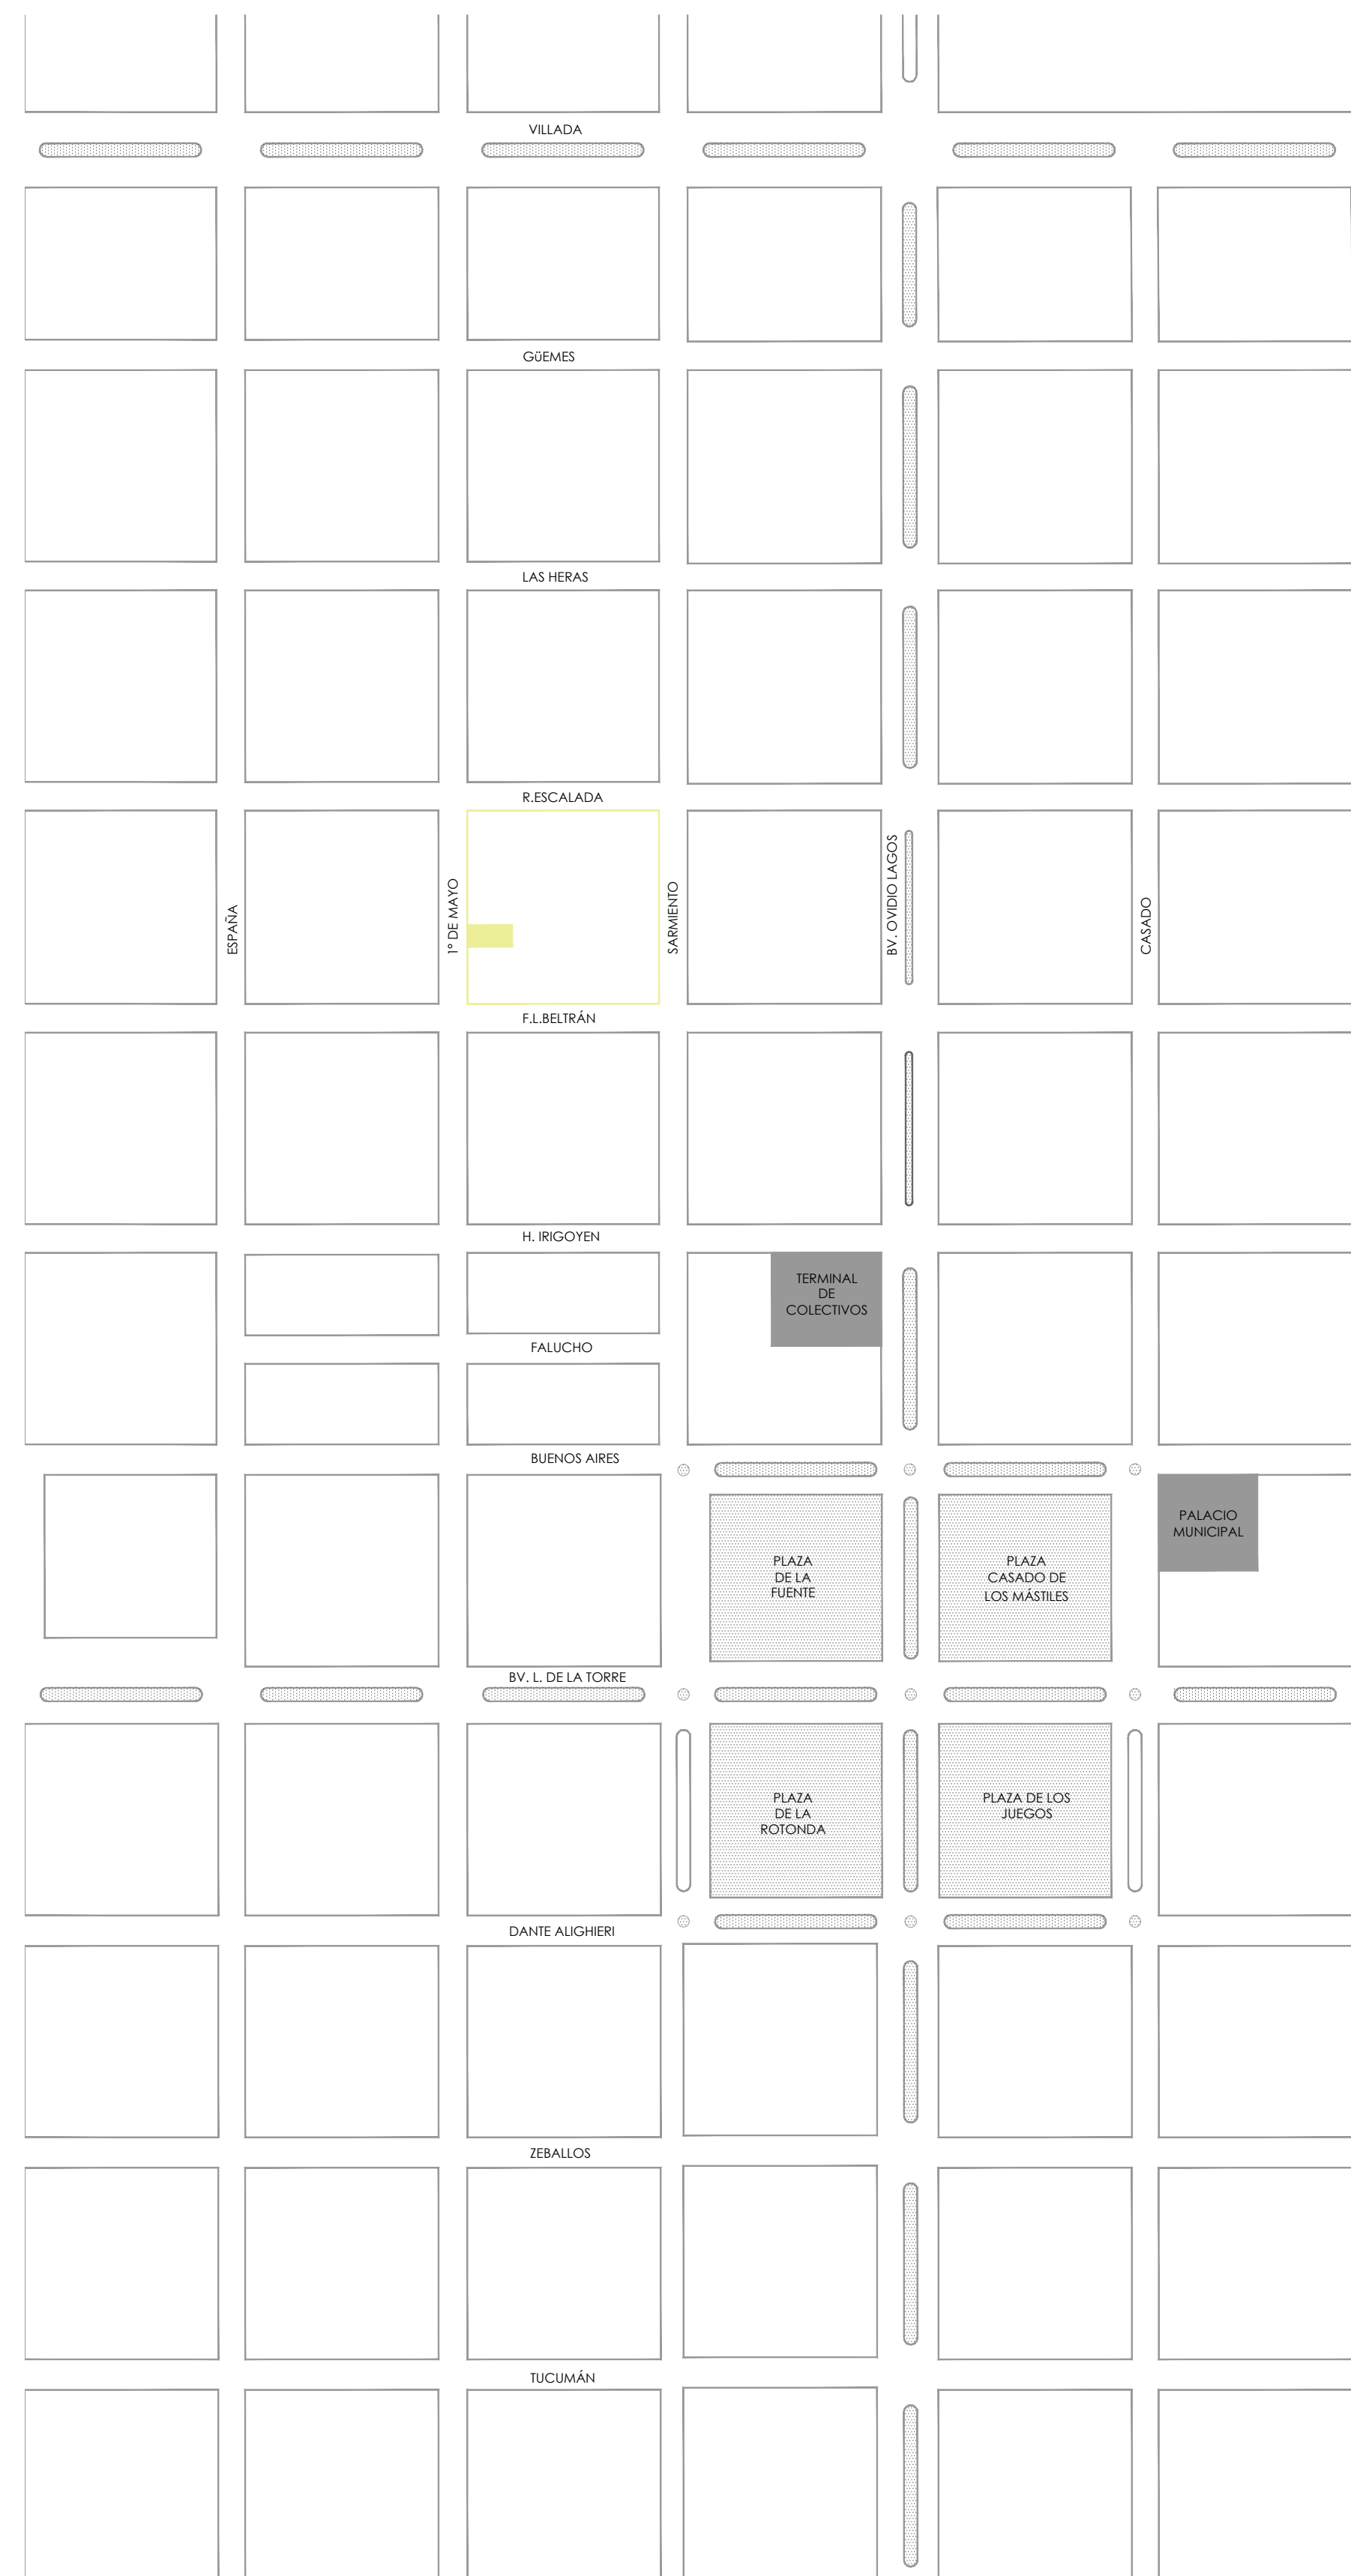 VILLADA
GüEMES
LAS HERAS
R.ESCALADA
ESPAÑA
1º DE MAYO
SARMIENTO
BV. OVIDIO LAGOS
CASADO
F.L.BELTRÁN
H. IRIGOYEN
TERMINAL
DE
COLECTIVOS
FALUCHO
BUENOS AIRES
PALACIO
MUNICIPAL
PLAZA
DE LA
FUENTE
PLAZA
CASADO DE
LOS MÁSTILES
BV. L. DE LA TORRE
PLAZA
DE LA
ROTONDA
PLAZA DE LOS
JUEGOS
DANTE ALIGHIERI
ZEBALLOS
TUCUMÁN